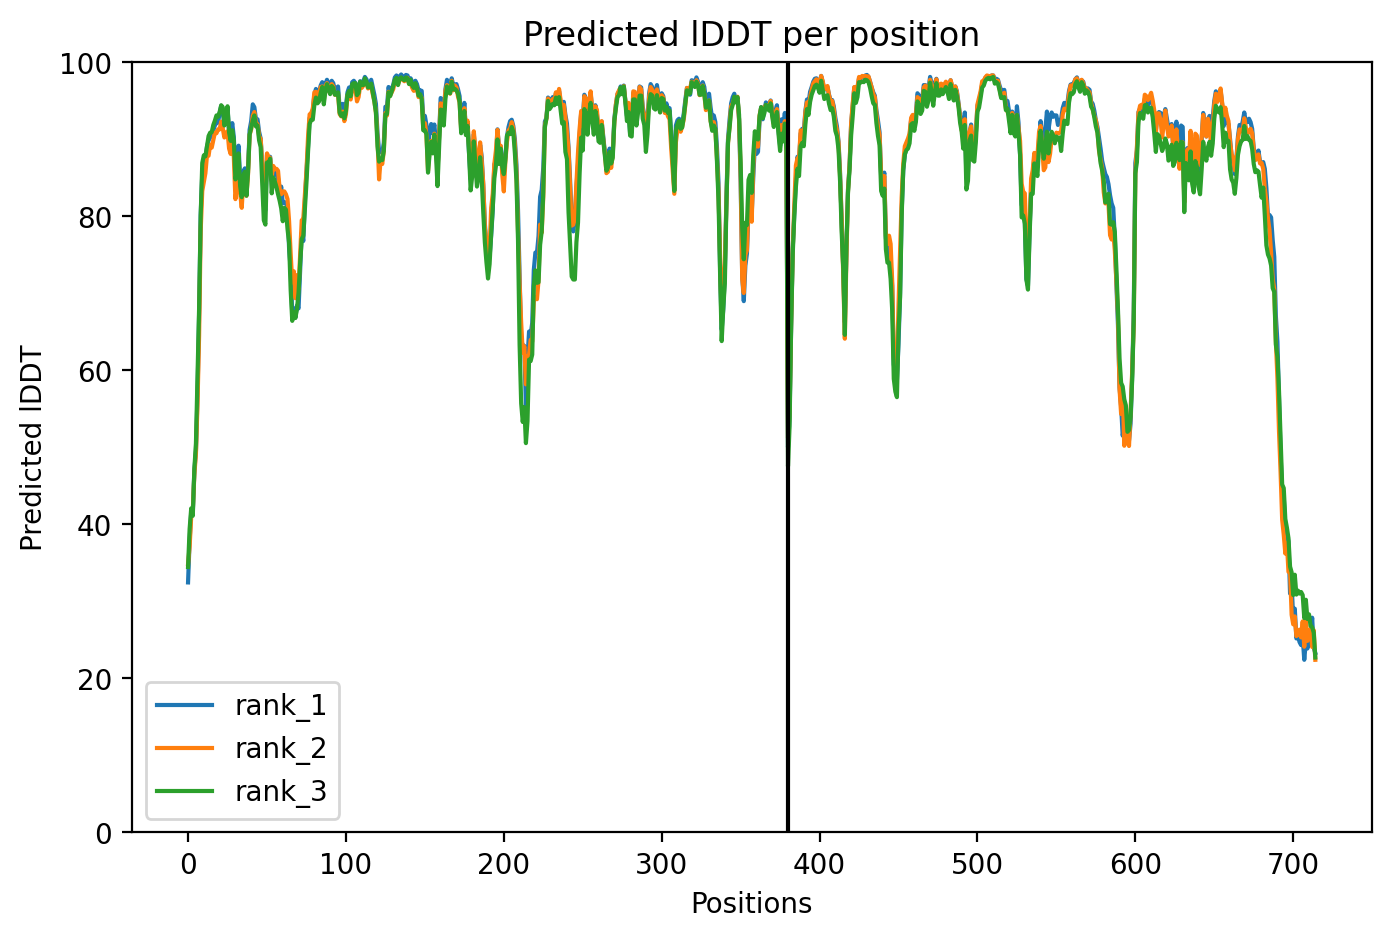 Predicted lDDT per position
Predicted lDDT
100
80
60
40
20
0
rank_1
rank_2
rank_3
0 100 200 300 400 500 600 700
Positions